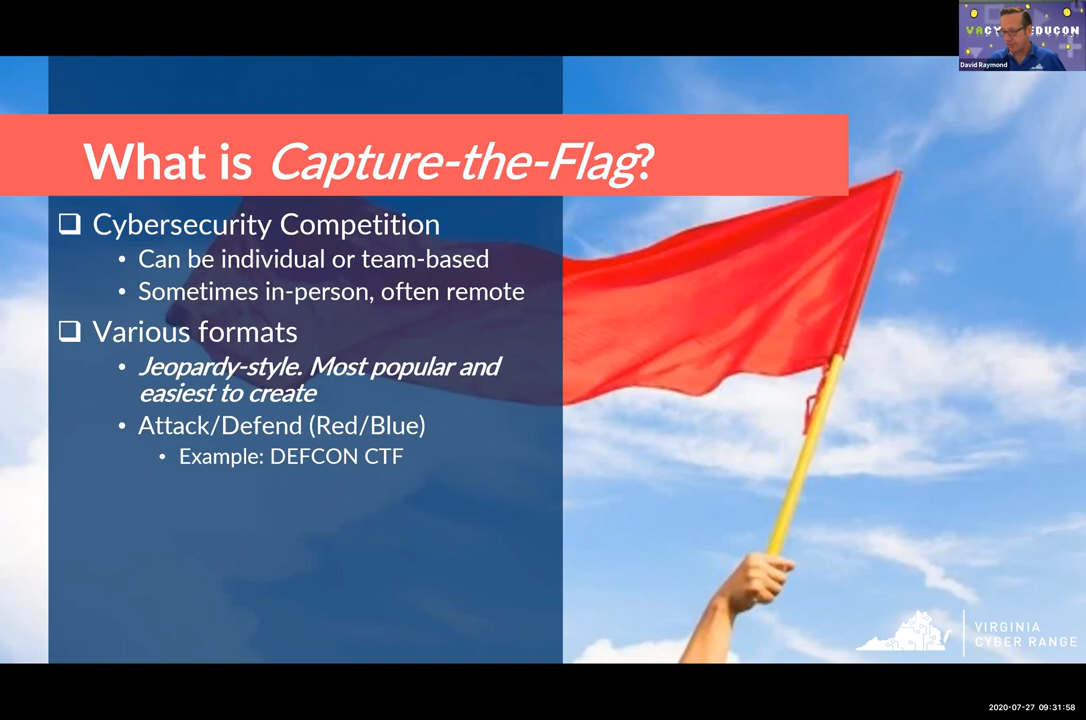 VACY EDUCON
David Raymond
What is Capture-the-Flag?
Cybersecurity Competition
• Can be individual or team-based
• Sometimes in-person, often remote
Various formats
• Jeopardy-style. Most popular and
easiest to create
• Attack/Defend (Red/Blue)
• Example: DEFCON CTF
VIRGINIA
CYBER RANGE
2020-07-27 09:31:58